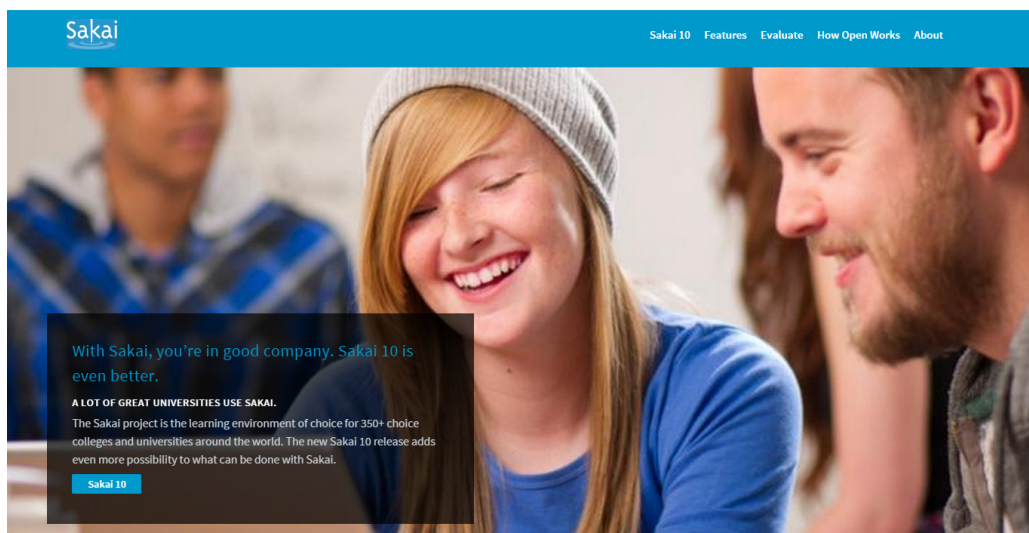 Sakai
Sakai 10 Features Evaluate How Open Works About
With Sakai, you're in good company. Sakai 10 is
even better.
A LOT OF GREAT UNIVERSITIES USE SAKAI.
The Sakai project is the learning environment of choice for 350+ choice
colleges and universities around the world. The new Sakai 10 release adds
even more possibility to what can be done with Sakai.
Sakai 10